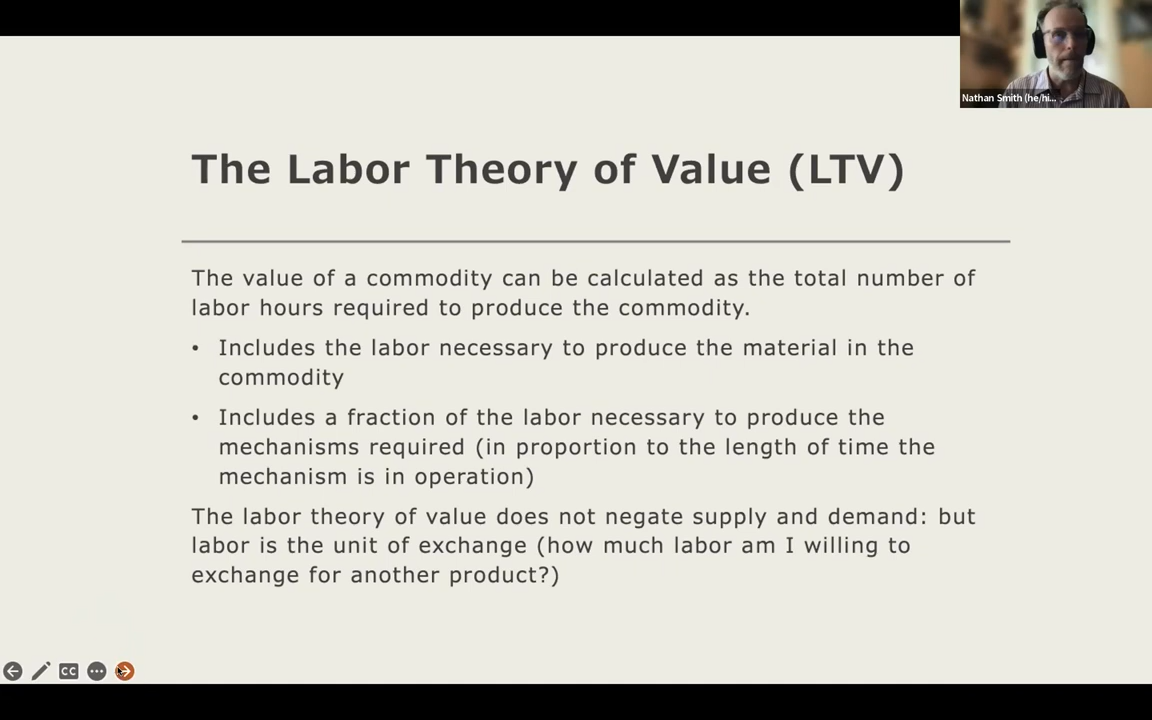 Nathan Smith (he/hi...
The Labor Theory of Value (LTV)
The value of a commodity can be calculated as the total number of
labor hours required to produce the commodity.
• Includes the labor necessary to produce the material in the
commodity
• Includes a fraction of the labor necessary to produce the
mechanisms required (in proportion to the length of time the
mechanism is in operation)
The labor theory of value does not negate supply and demand: but
labor is the unit of exchange (how much labor am I willing to
exchange for another product?)
CC